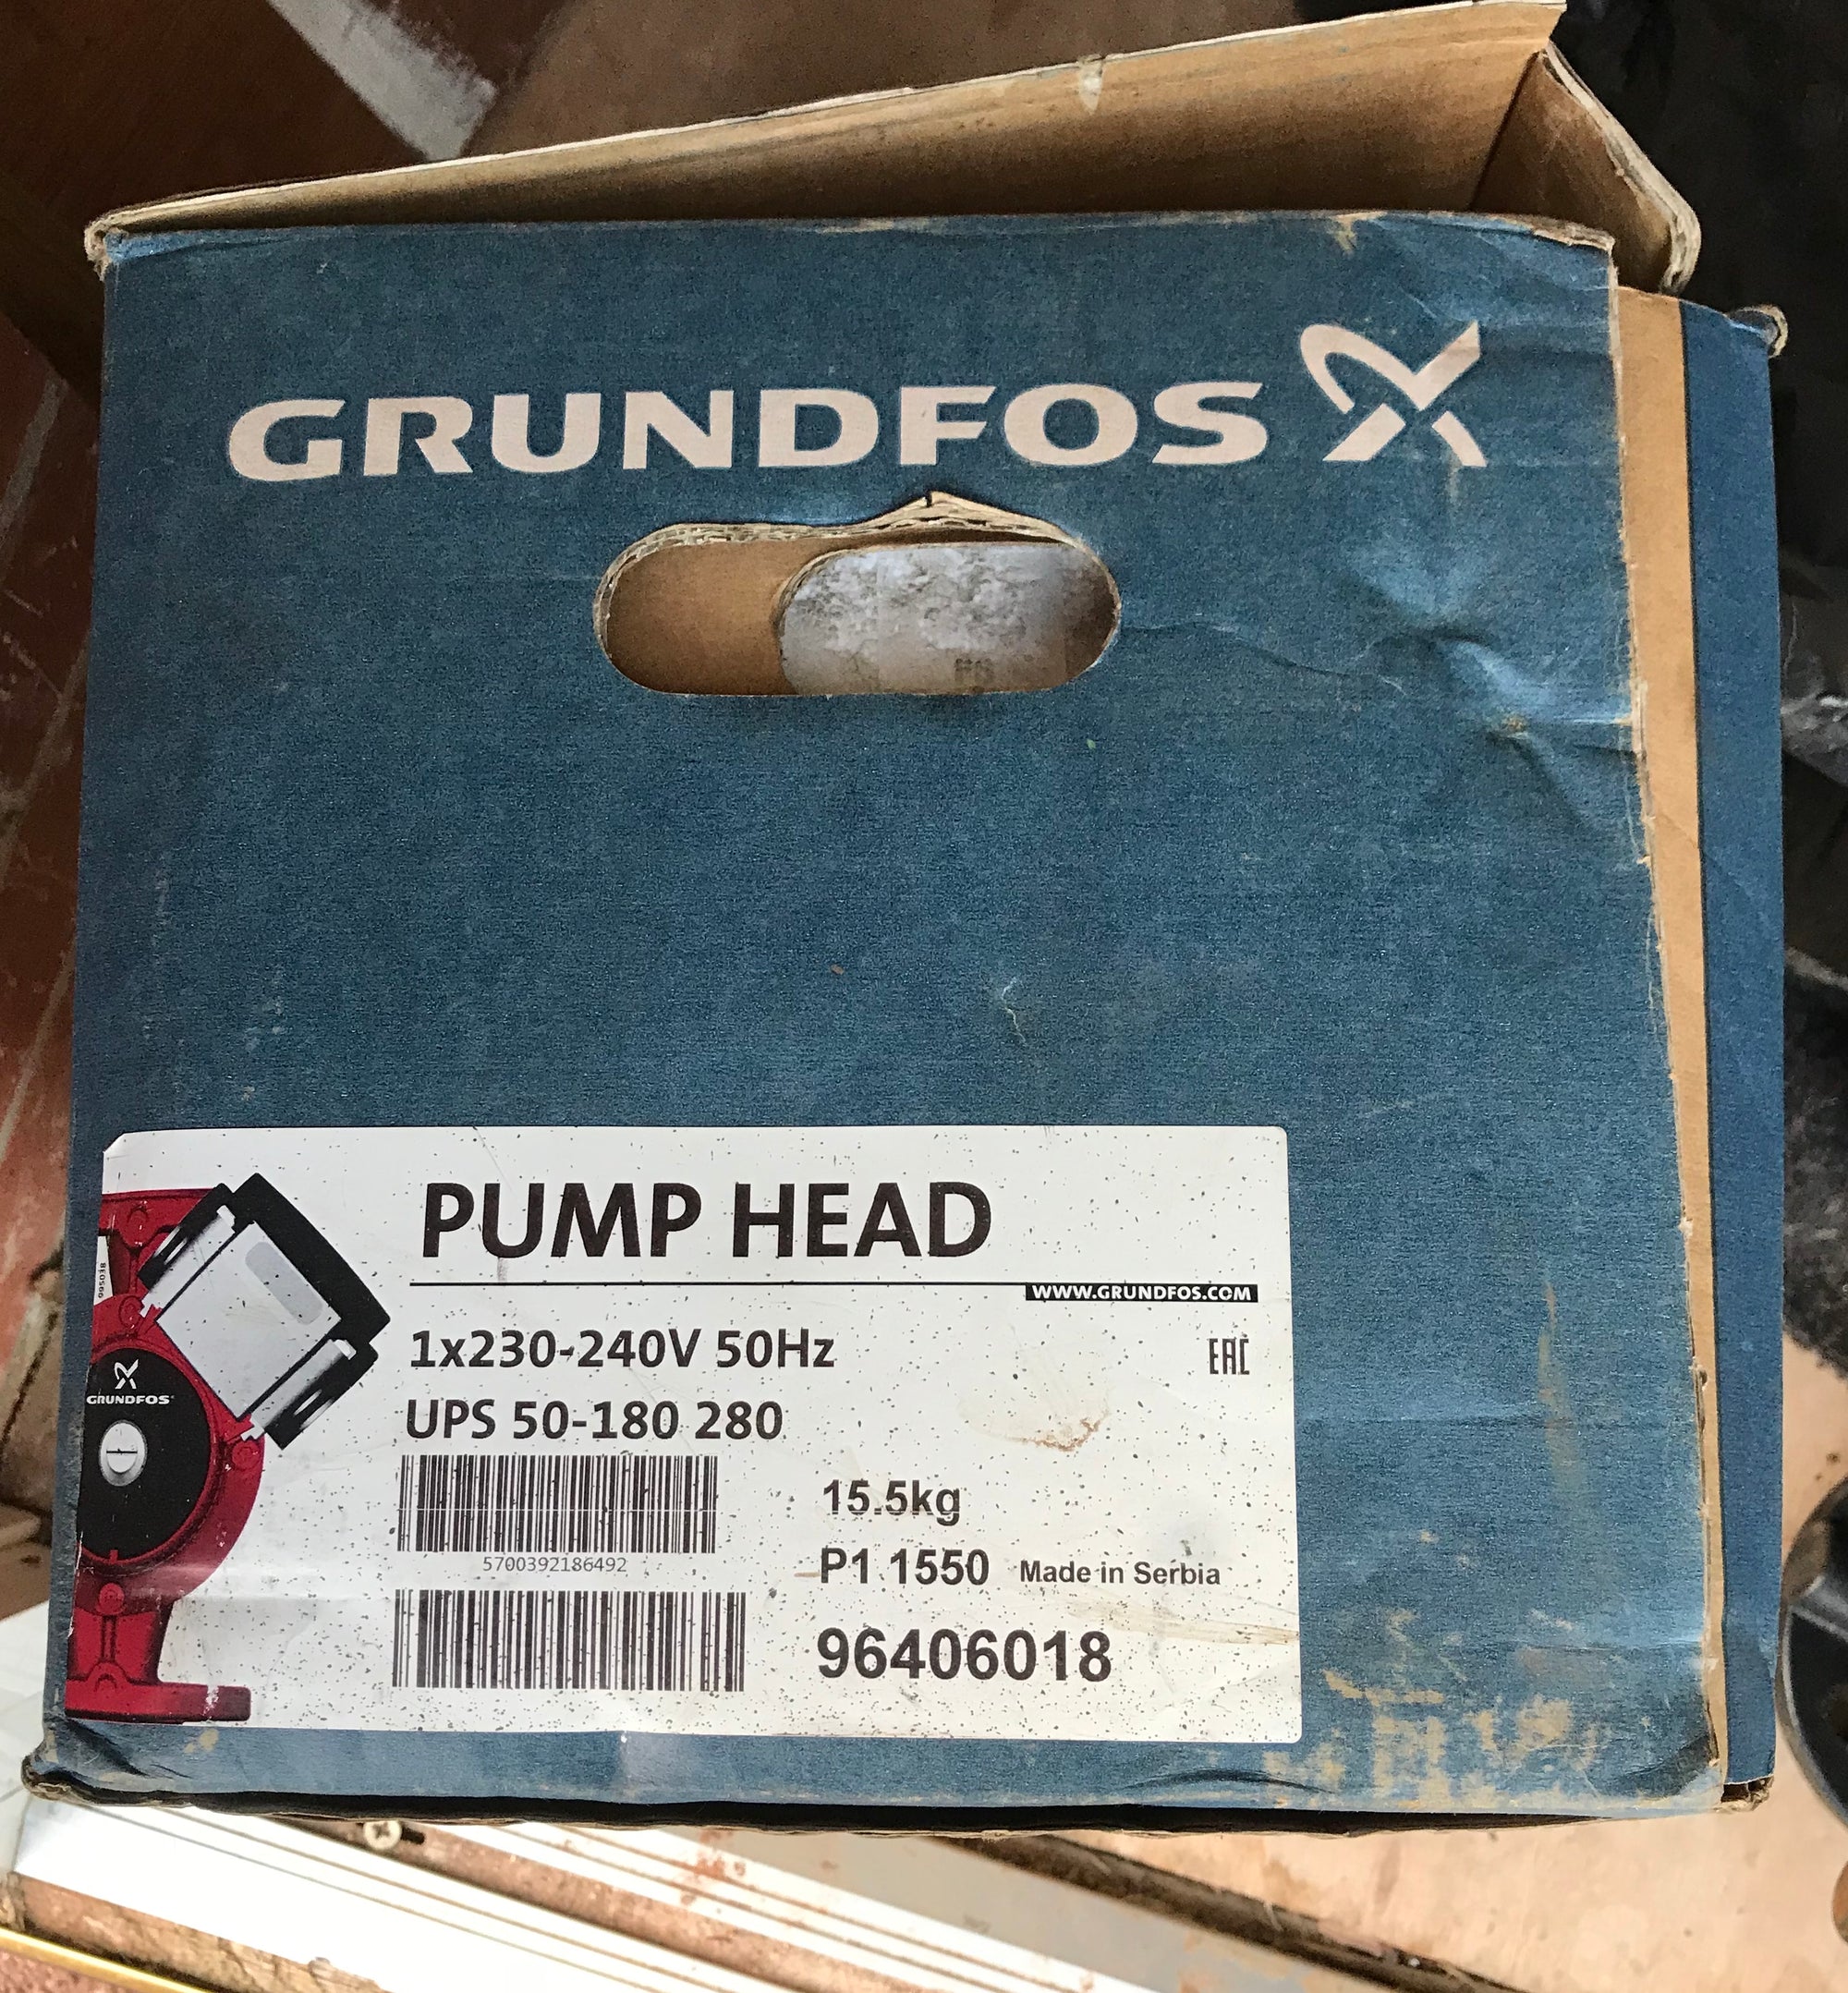 GRUNDFOS
PUMP HEAD
WWW.GRUNDFOS.COM
1x230-240V 50Hz
EAC
UPS 50-180 280
GRUNDFOS
5700392186492
15.5kg
P1 1550 Made in Serbia
96406018